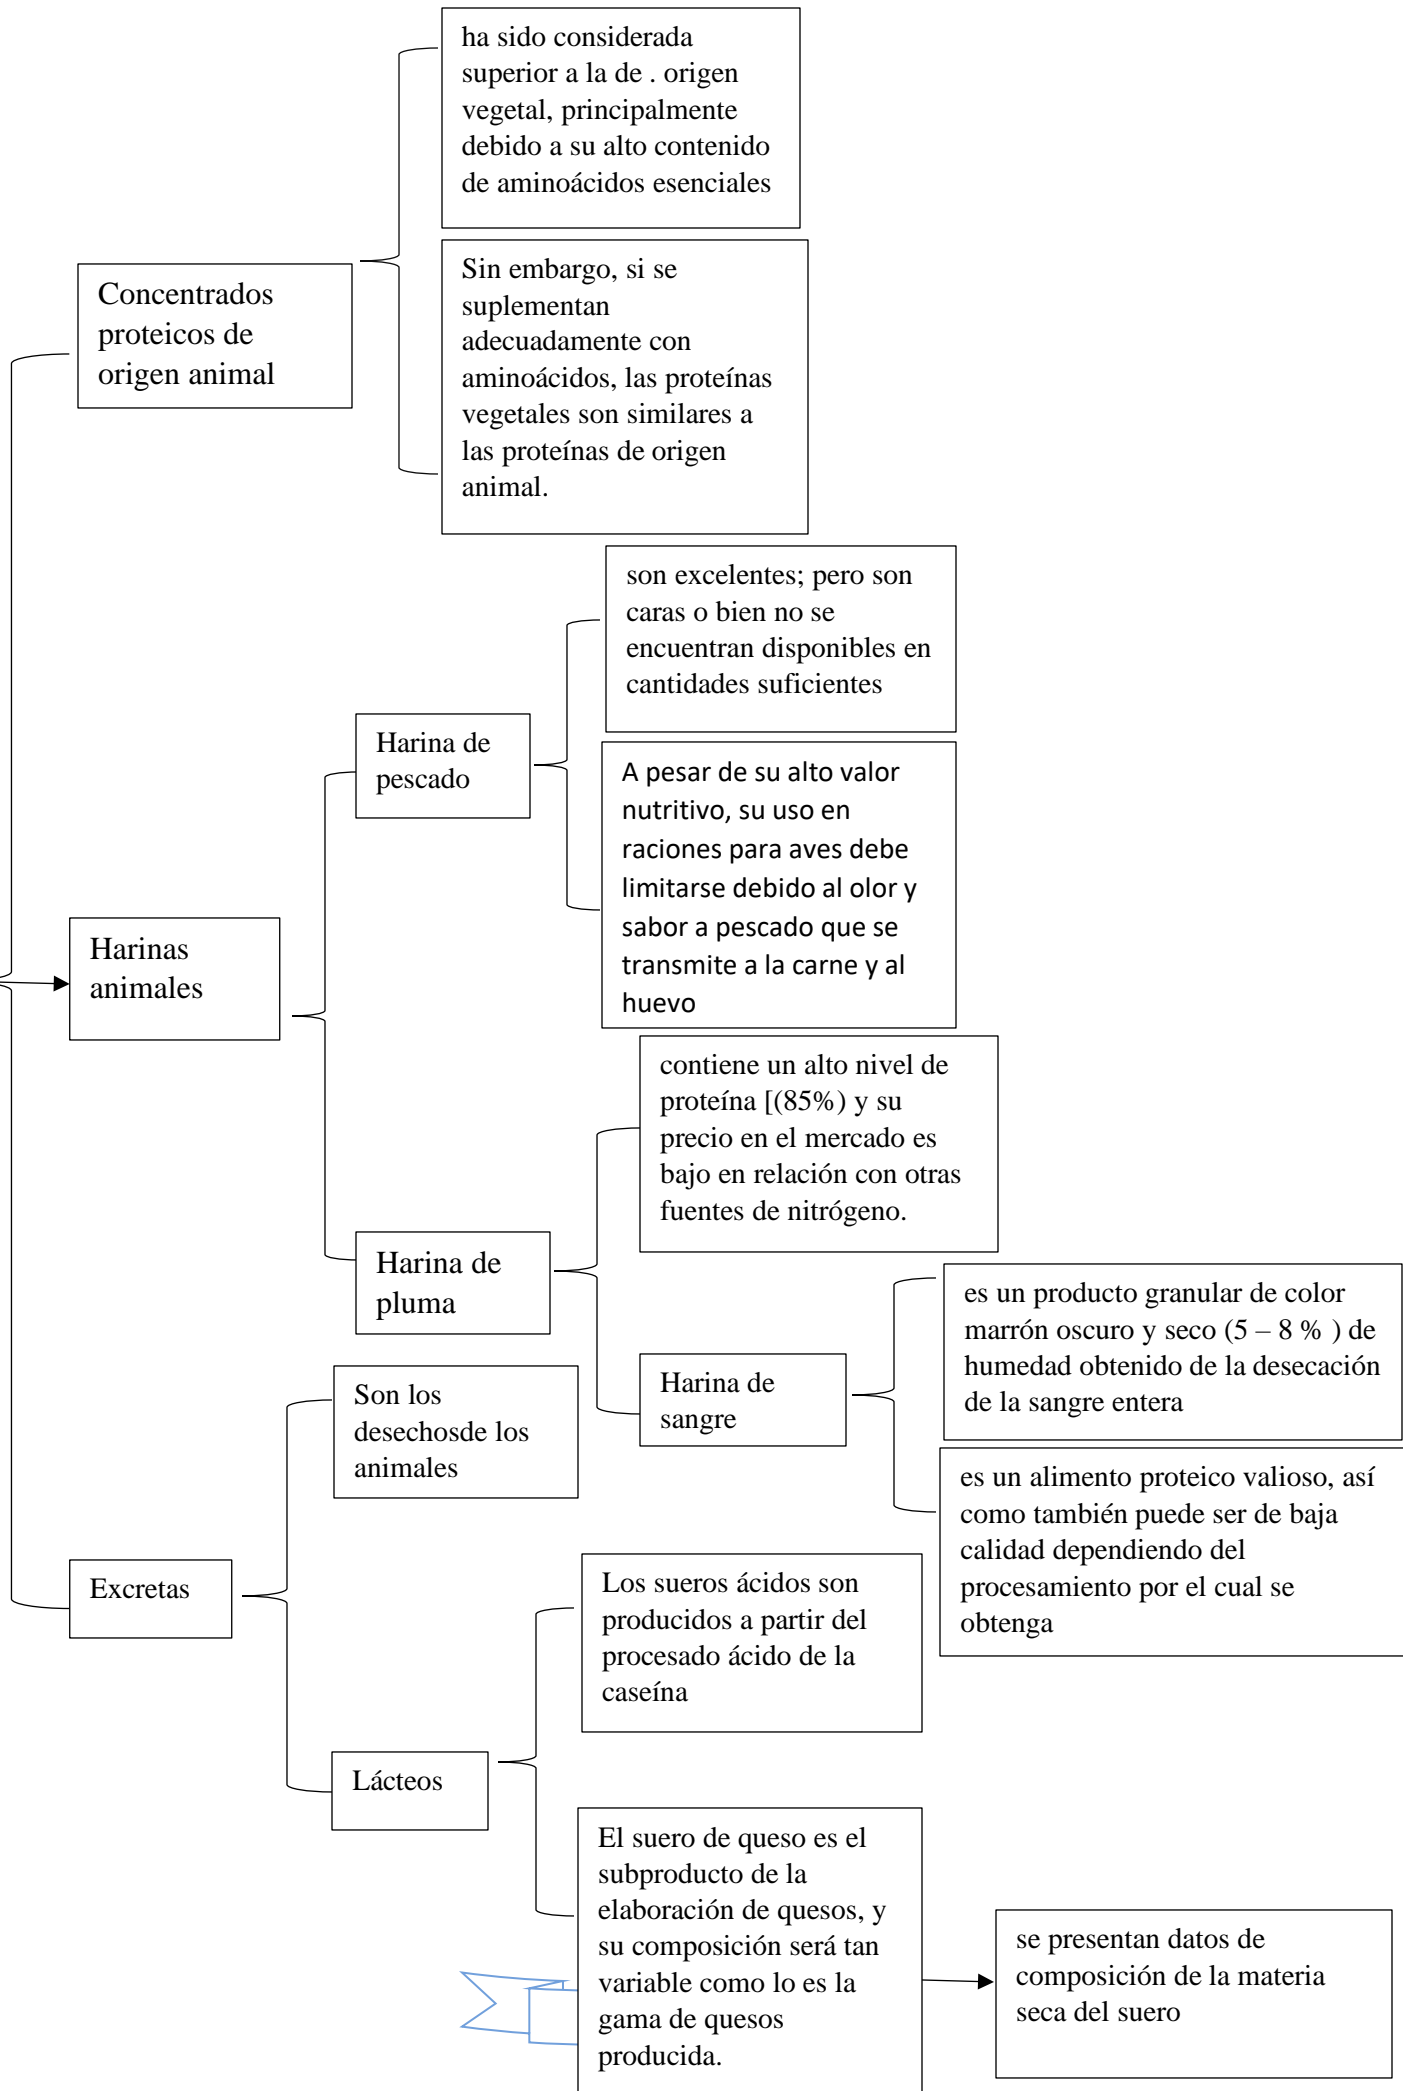 ha sido considerada
superior a la de . origen
vegetal, principalmente
debido a su alto contenido
de aminoácidos esenciales
Concentrados
proteicos de
origen animal
Sin embargo, si se
suplementan
adecuadamente con
aminoácidos, las proteínas
vegetales son similares a
las proteínas de origen
animal.
son excelentes; pero son
caras o bien no se
encuentran disponibles en
cantidades suficientes
Harina de
pescado
A pesar de su alto valor
nutritivo, su uso en
raciones para aves debe
limitarse debido al olor y
sabor a pescado que se
transmite a la carne y al
huevo
Harinas
animales
contiene un alto nivel de
proteína [(85%) y su
precio en el mercado es
bajo en relación con otras
fuentes de nitrógeno.
Harina de
pluma
es un producto granular de color
marrón oscuro y seco (5 – 8 % ) de
humedad obtenido de la desecación
de la sangre entera
Harina de
sangre
es un alimento proteico valioso, así
como también puede ser de baja
calidad dependiendo del
procesamiento por el cual se
obtenga
Son los
desechosde los
animales
Excretas
Los sueros ácidos son
producidos a partir del
procesado ácido de la
caseína
Lácteos
El suero de queso es el
subproducto de la
elaboración de quesos, y
su composición será tan
variable como lo es la
gama de quesos
producida.
se presentan datos de
composición de la materia
seca del suero